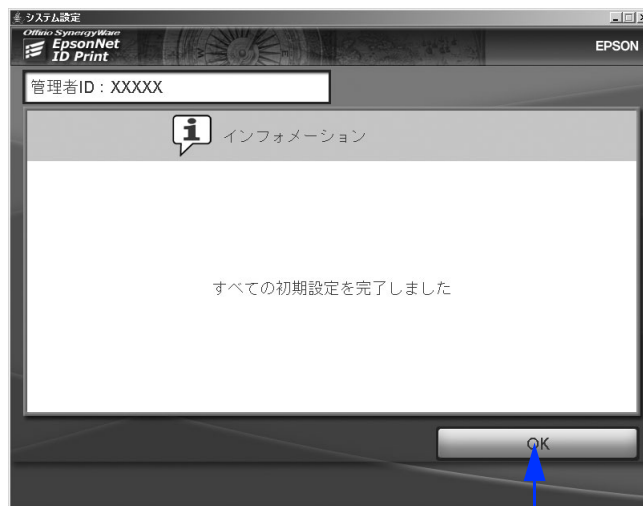 システム設定
Offirio SynergyWare
EpsonNet
ID Print
EPSON
管理者ID：XXXXX
インフォメーション
すべての初期設定を完了しました
OK